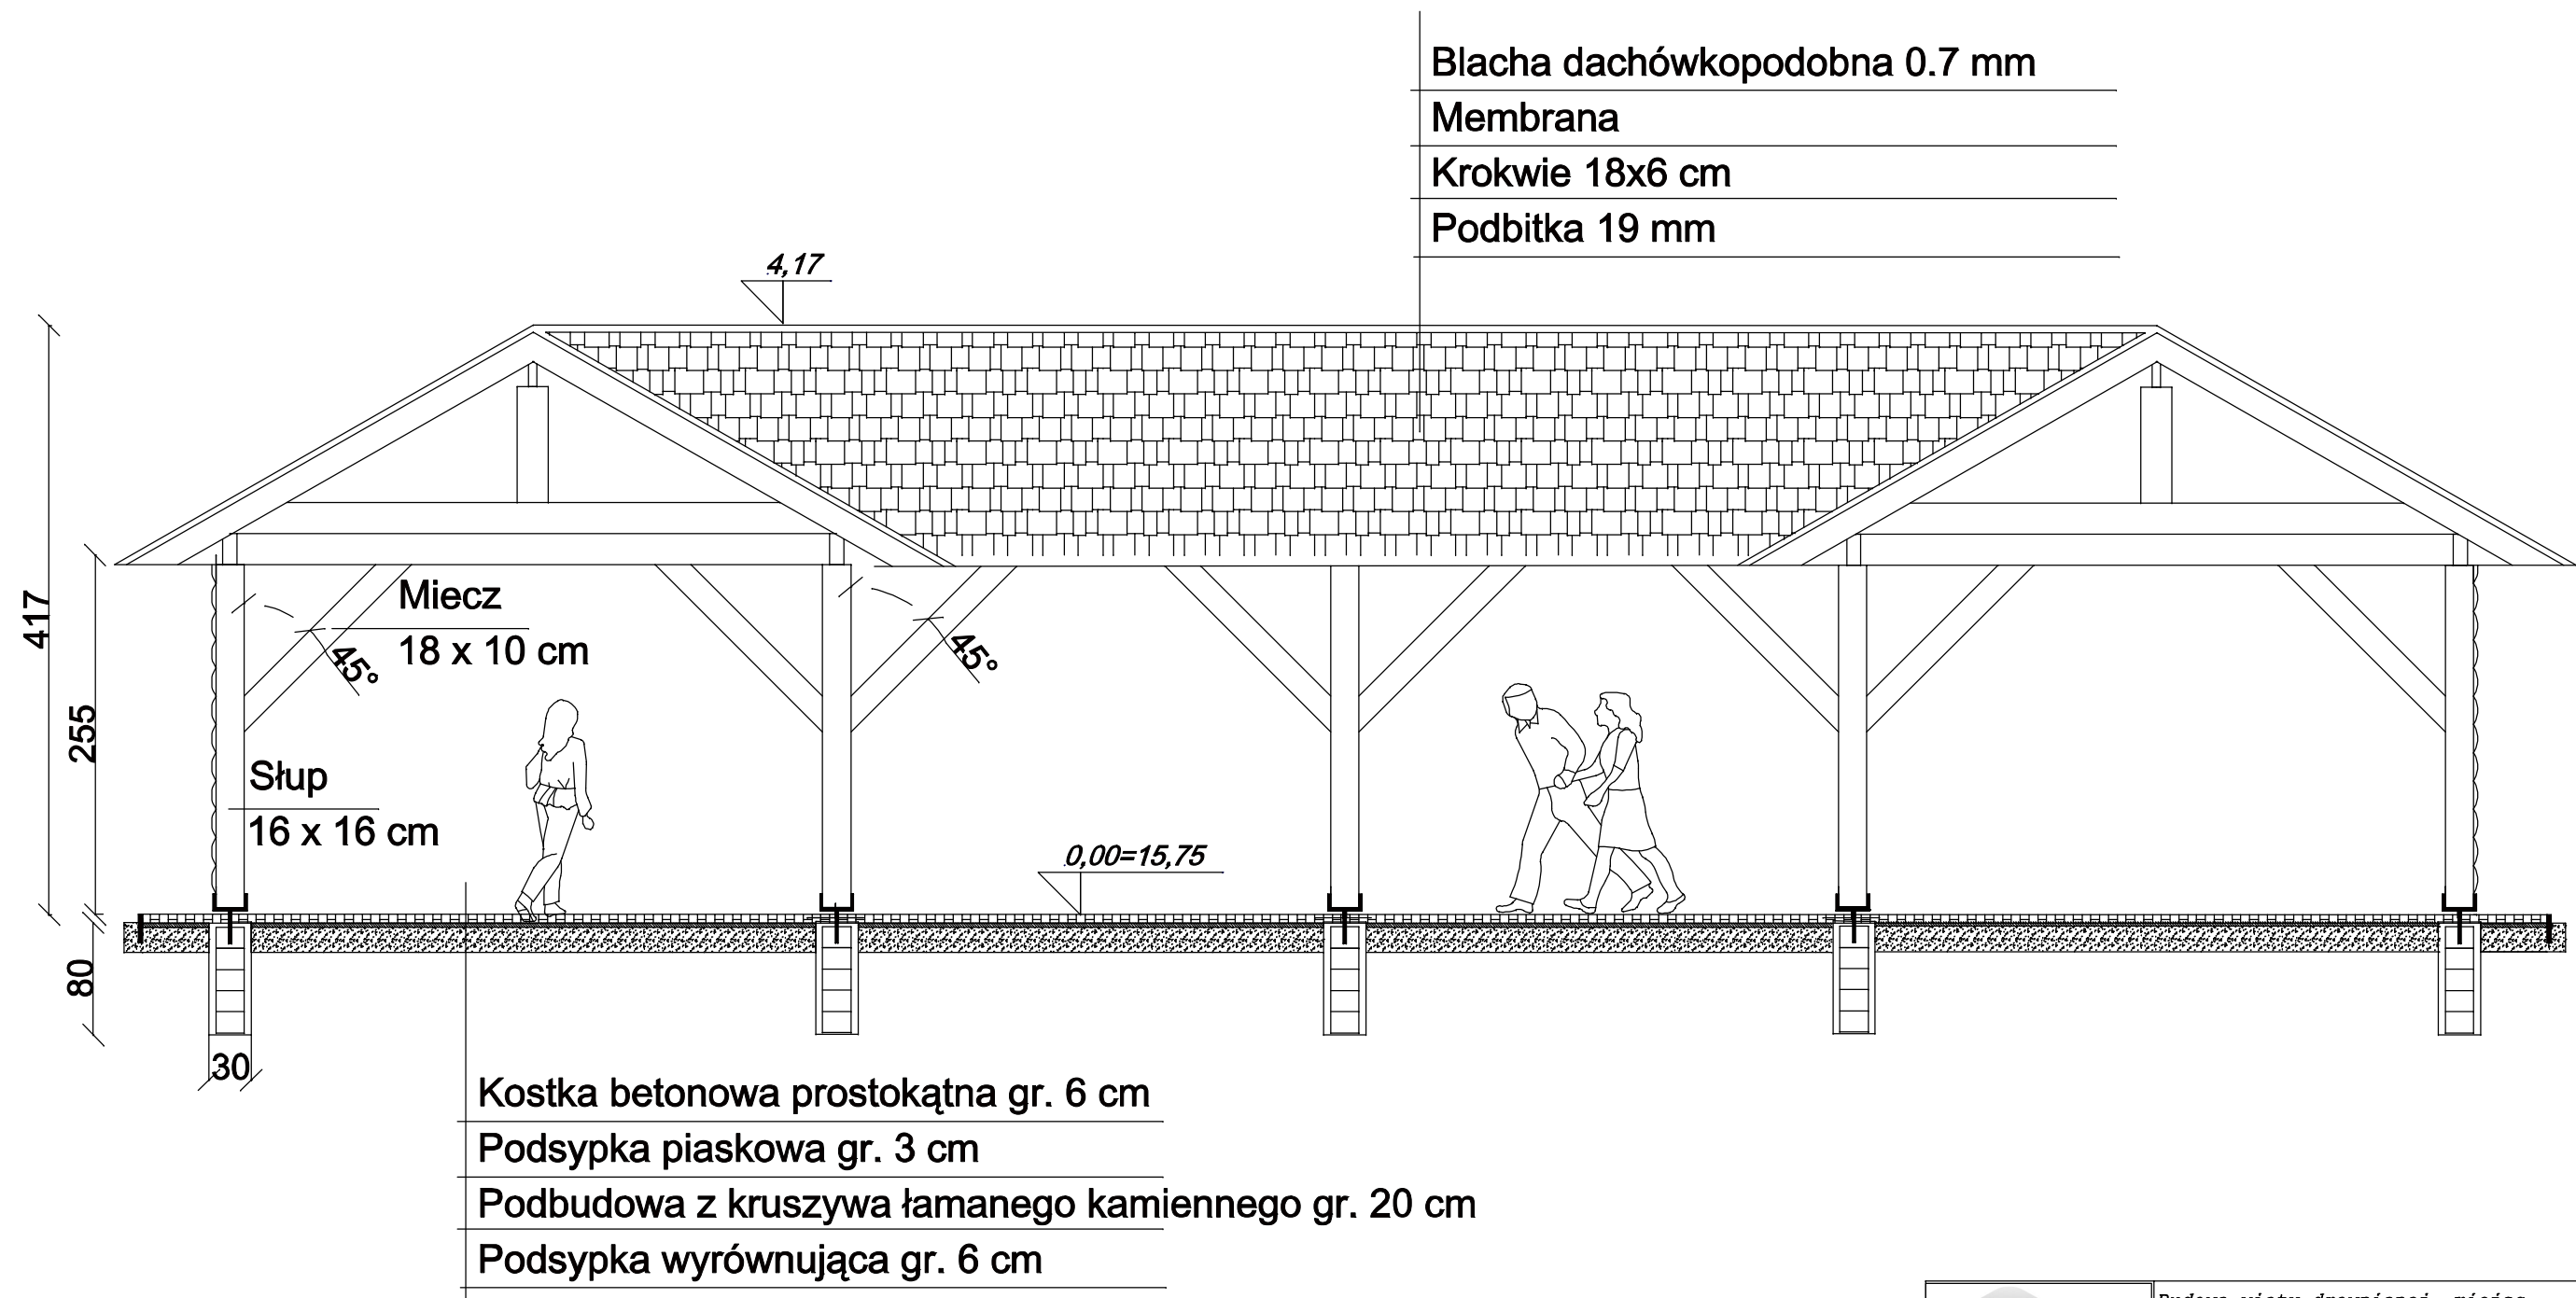 Blacha dachówkopodobna 0.7 mm
Membrana
Krokwie 18x6 cm
Podbitka 19 mm
4,17
417
255
80
30
Miecz
18 x 10 cm
45°
45°
Słup
16 x 16 cm
0,00=15,75
Kostka betonowa prostokątna gr. 6 cm
Podsypka piaskowa gr. 3 cm
Podbudowa z kruszywa łamanego kamiennego gr. 20 cm
Podsypka wyrównująca gr. 6 cm